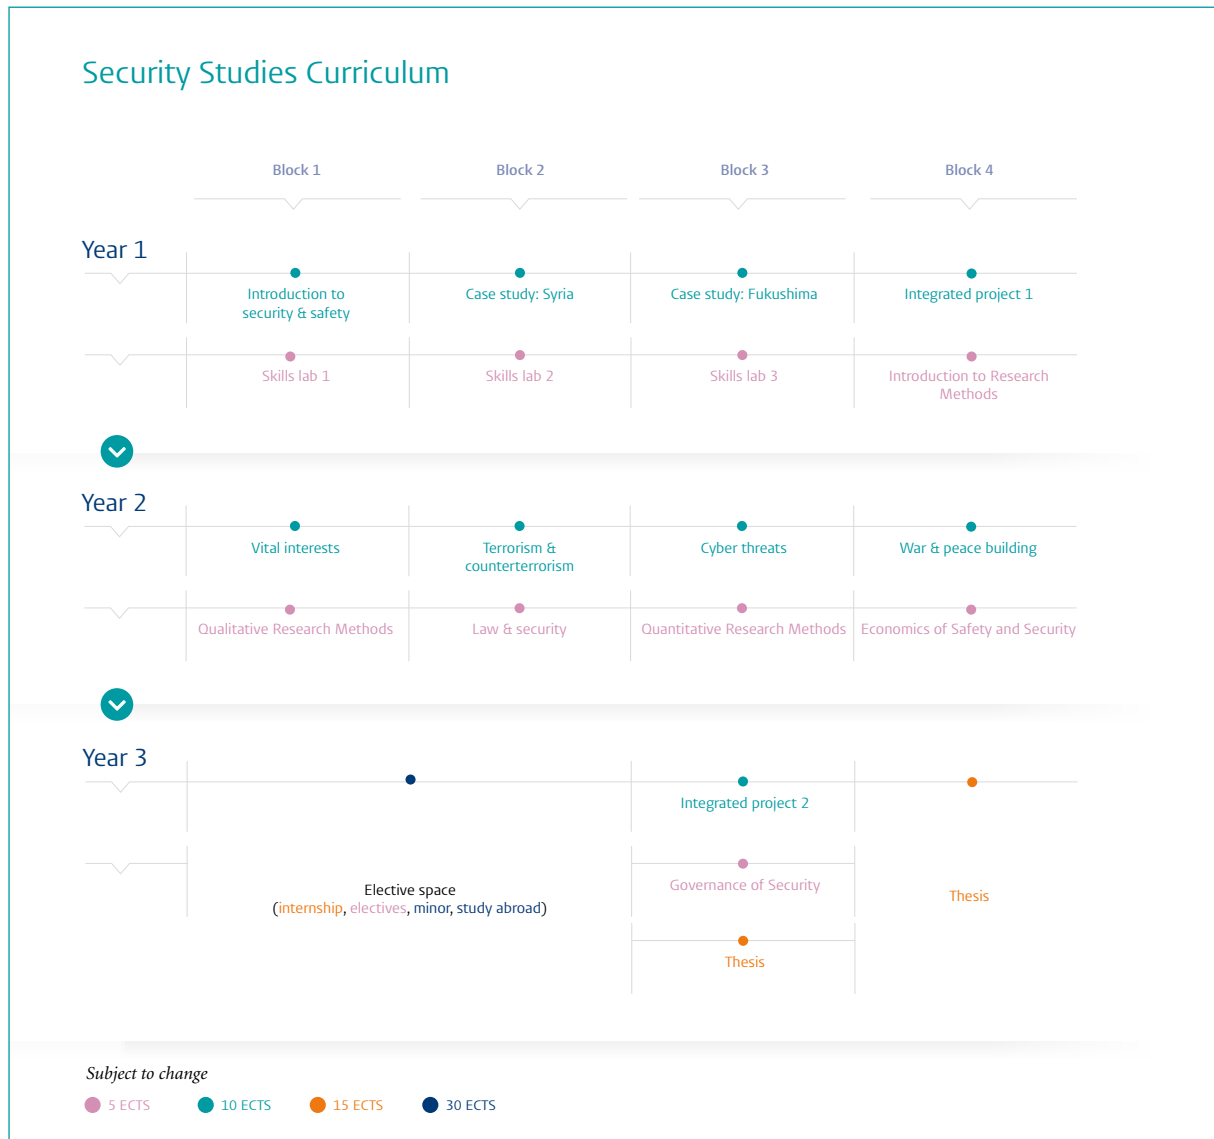 Security Studies Curriculum
Block 1
Block 2
Block 3
Block 4
Year 1
Introduction to
security & safety
Case study: Syria
Case study: Fukushima
Integrated project 1
Skills lab 1
Skills lab 2
Skills lab 3
Introduction to Research
Methods
Year 2
Vital interests
Terrorism &
counterterrorism
Cyber threats
War & peace building
Qualitative Research Methods
Law & security
Quantitative Research Methods
Economics of Safety and Security
Year 3
Integrated project 2
Elective space
(internship, electives, minor, study abroad)
Governance of Security
Thesis
Thesis
Subject to change
5 ECTS
10 ECTS
15 ECTS
30 ECTS